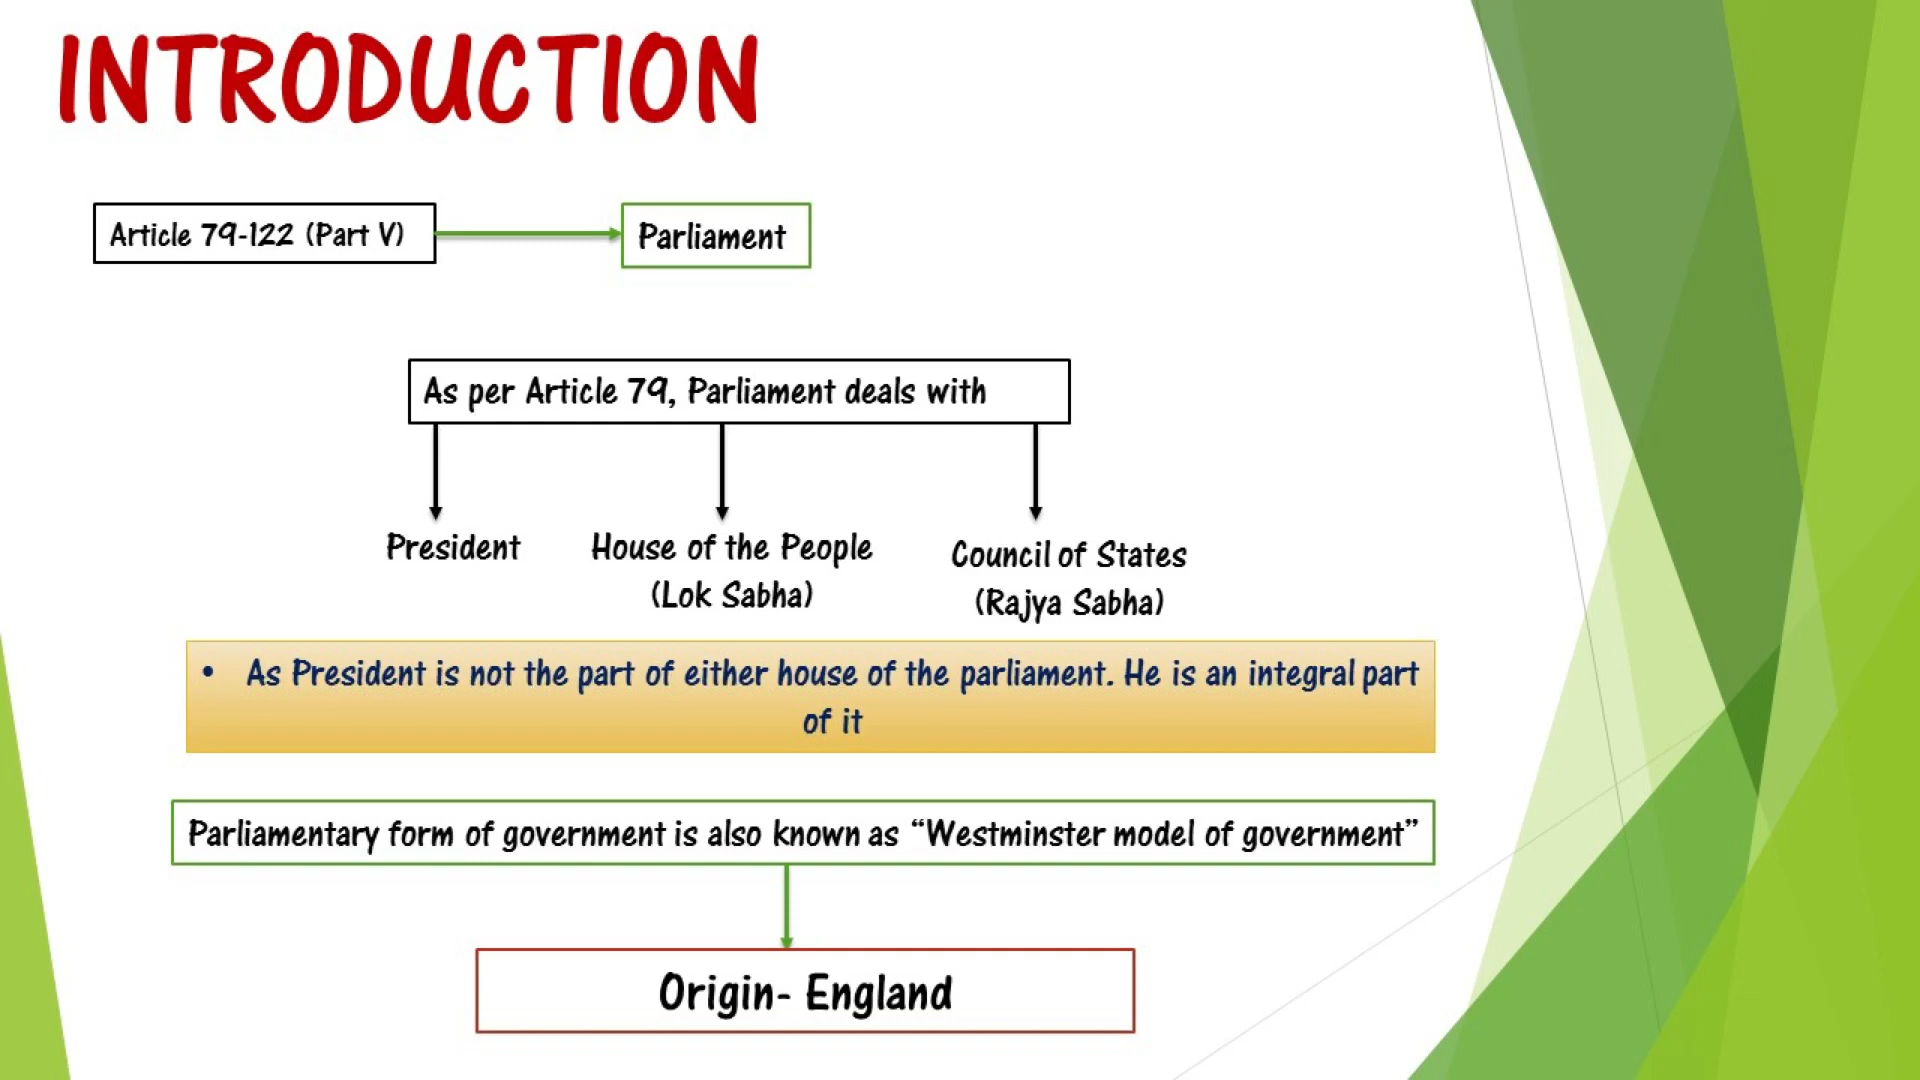 INTRODUCTION
Article 79-122 (Part V)
Parliament
As per Article 79, Parliament deals with
President
House of the People
(Lok Sabha)
Council of States
(Rajya Sabha)
• As President is not the part of either house of the parliament. He is an integral part
of it
Parliamentary form of government is also known as “Westminster model of government”
Origin- England